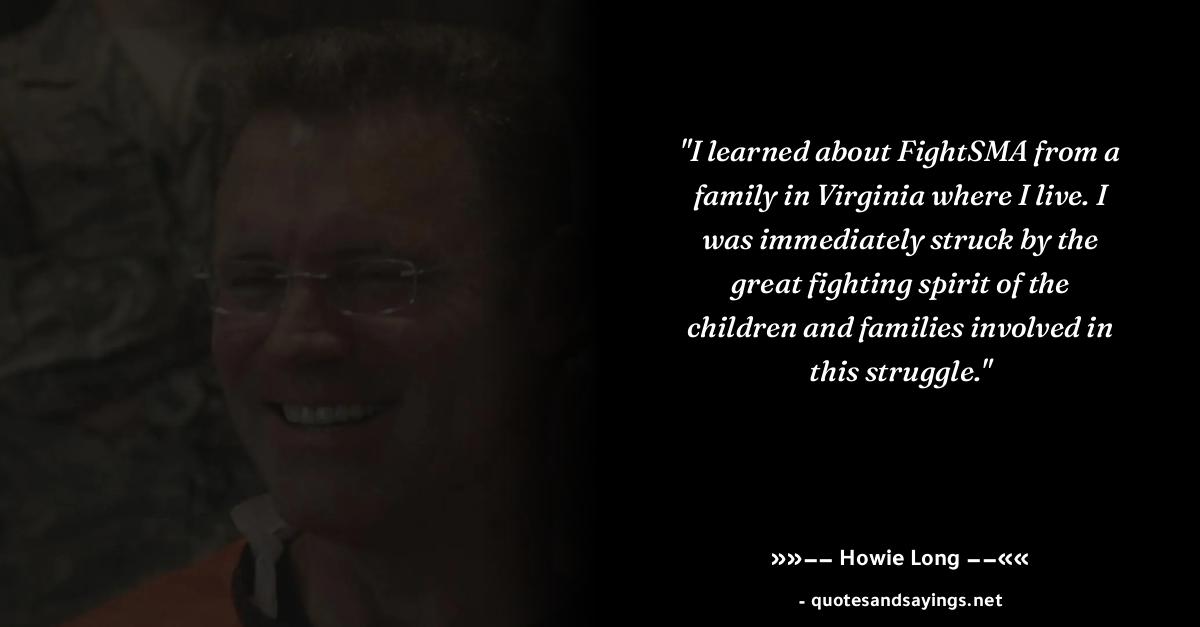 "I learned about FightSMA from a
family in Virginia where I live. I
was immediately struck by the
great fighting spirit of the
children and families involved in
this struggle."
»»−− Howie Long −−««
- quotesandsayings.net